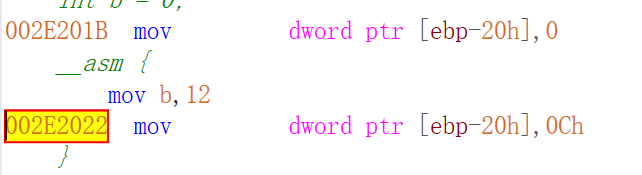 int b = 0;
002E201B  mov         dword ptr [ebp-20h],0
__asm {
mov b,12
002E2022  mov         dword ptr [ebp-20h],0Ch
}